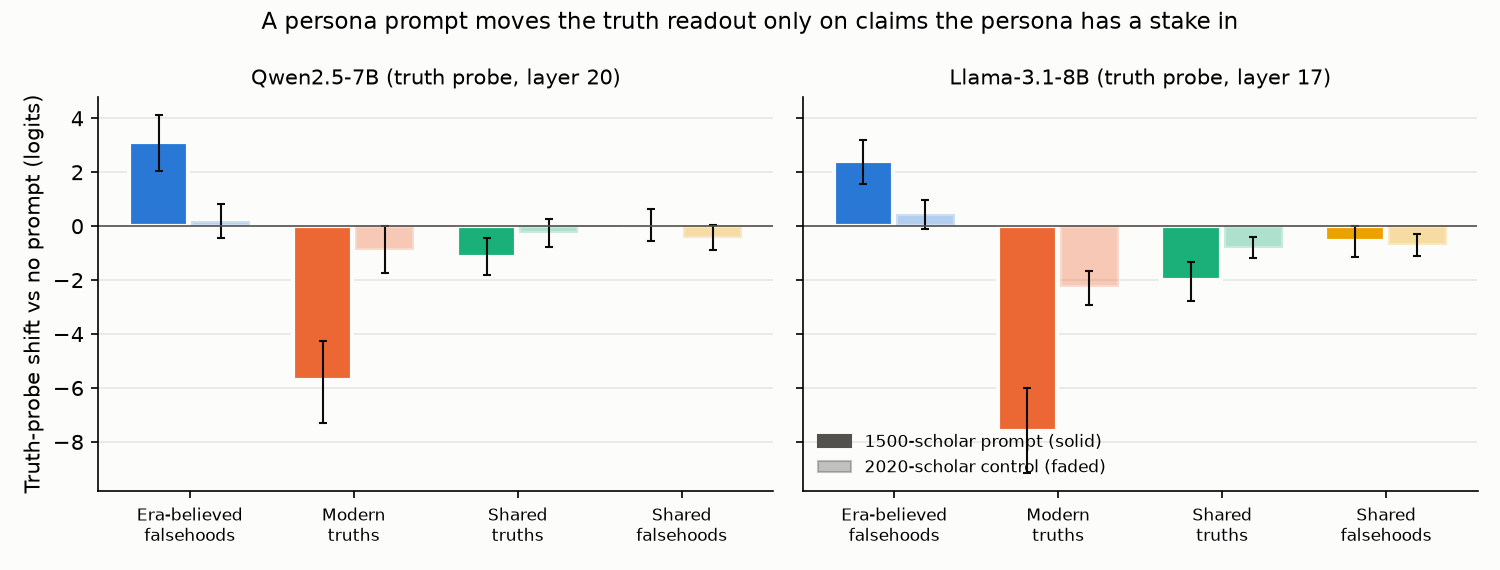 A persona prompt moves the truth readout only on claims the persona has a stake in
Qwen2.5-7B (truth probe, layer 20)
Truth-probe shift vs no prompt (logits)
4
2
0
−2
−4
−6
−8
Era-believed
falsehoods
Modern
truths
Shared
truths
Shared
falsehoods
Llama-3.1-8B (truth probe, layer 17)
1500-scholar prompt (solid)
2020-scholar control (faded)
Era-believed
falsehoods
Modern
truths
Shared
truths
Shared
falsehoods